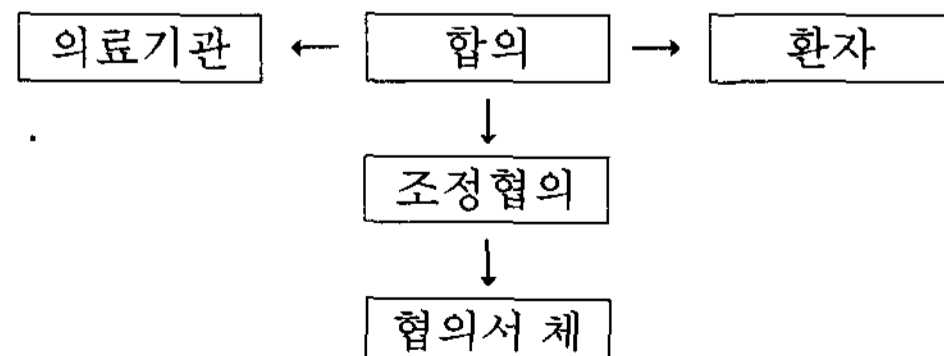 의료기관 ← 합의 → 환자
↓
조정협의
↓
협의서 체